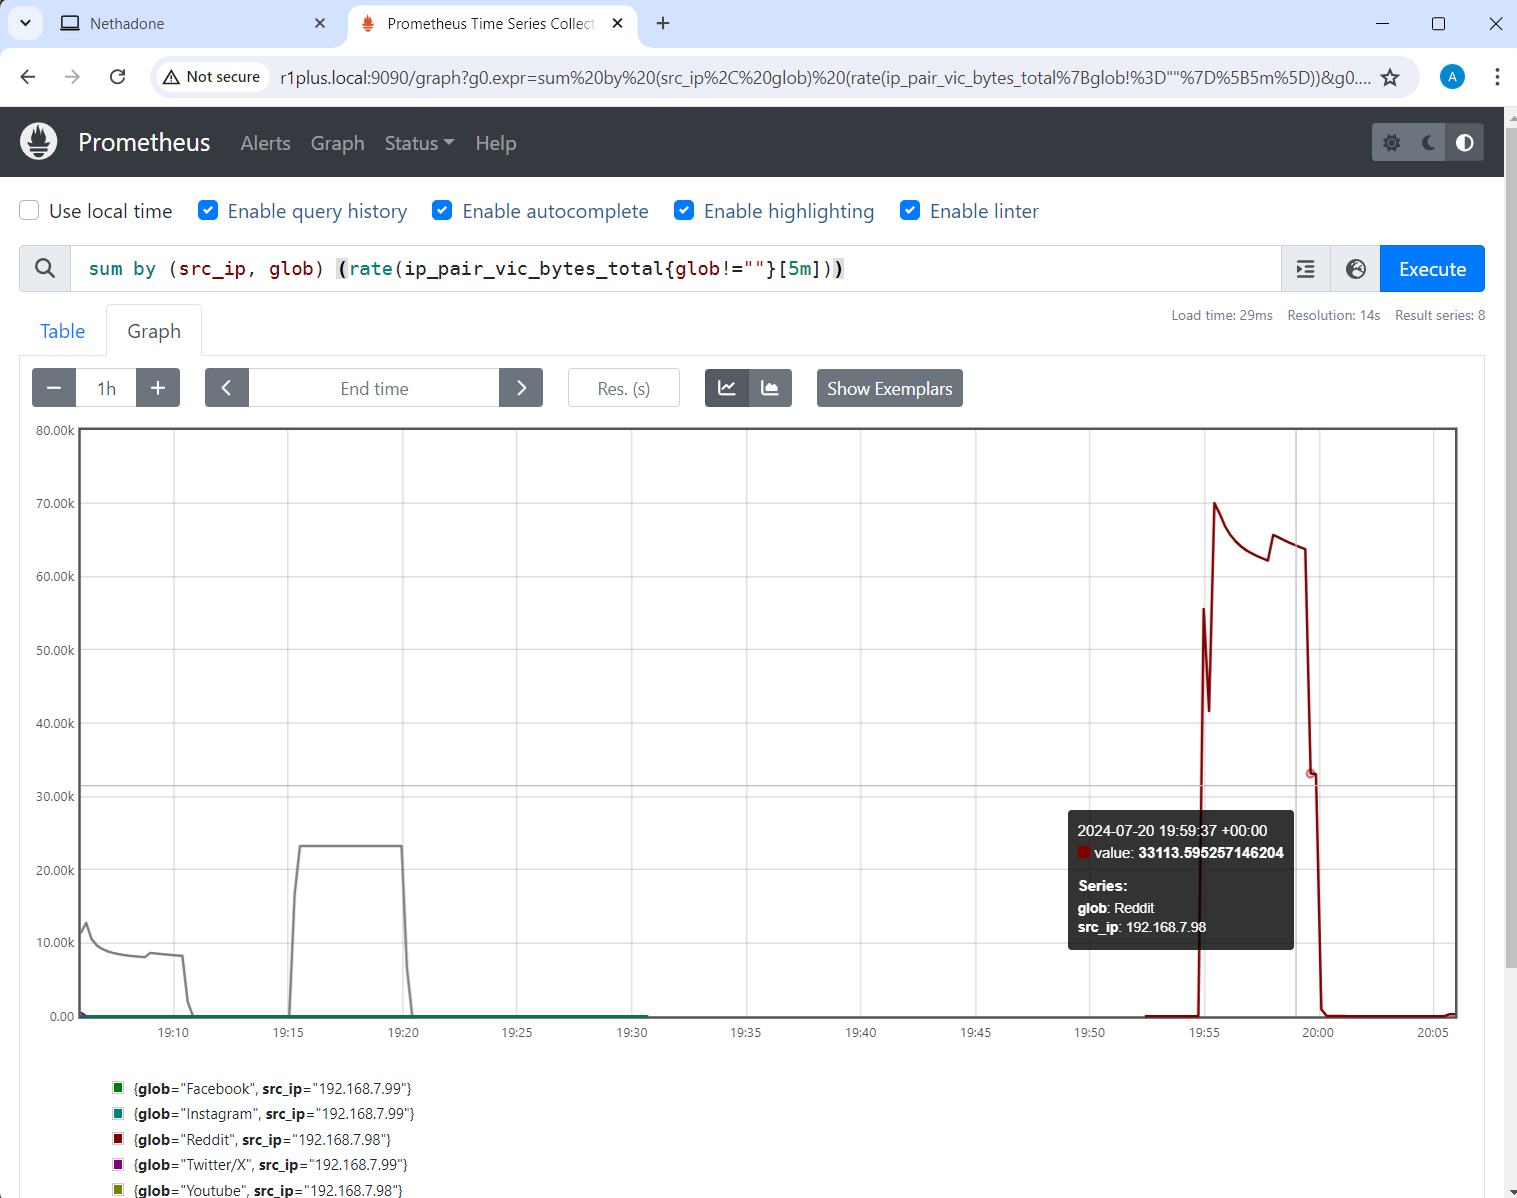 Nethadone
Prometheus Time Series Collect
Not secure
r1plus.local:9090/graph?g0.expr=sum%20by%20(src_ip%2C%20glob)%20(rate(ip_pair_vic_bytes_total%7Bglob!%3D""%7D%5B5m%5D))&g0....
A
Prometheus
Alerts
Graph
Status
Help
Use local time
Enable query history
Enable autocomplete
Enable highlighting
Enable linter
sum by (src_ip, glob) (rate(ip_pair_vic_bytes_total{glob!=""}[5m]))
Execute
Table
Graph
Load time: 29ms
Resolution: 14s
Result series: 8
1h
End time
Res. (s)
Show Exemplars
80.00k
70.00k
60.00k
50.00k
40.00k
30.00k
20.00k
10.00k
0.00
2024-07-20 19:59:37 +00:00
value: 33113.595257146204
Series:
glob: Reddit
src_ip: 192.168.7.98
19:10
19:15
19:20
19:25
19:30
19:35
19:40
19:45
19:50
19:55
20:00
20:05
{glob="Facebook", src_ip="192.168.7.99"}
{glob="Instagram", src_ip="192.168.7.99"}
{glob="Reddit", src_ip="192.168.7.98"}
{glob="Twitter/X", src_ip="192.168.7.99"}
{glob="Youtube", src_ip="192.168.7.98"}